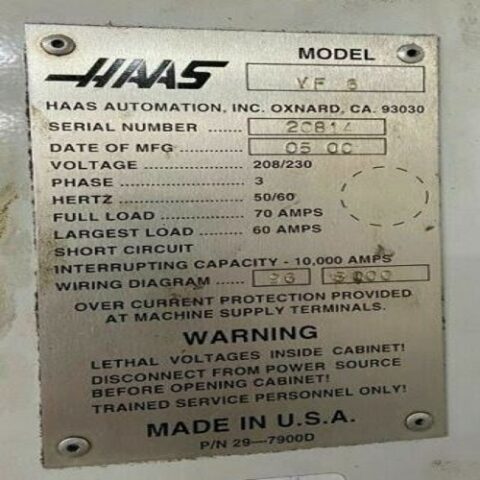 HAAS
MODEL VF 6
HAAS AUTOMATION, INC. OXNARD, CA. 93030
SERIAL NUMBER ...... 20814
DATE OF MFG ......... 05 00
VOLTAGE .................... 208/230
PHASE ........................ 3
HERTZ ....................... 50/60
FULL LOAD ............... 70 AMPS
LARGEST LOAD ...... 60 AMPS
SHORT CIRCUIT
INTERRUPTING CAPACITY - 10,000 AMPS
WIRING DIAGRAM ......
OVER CURRENT PROTECTION PROVIDED
AT MACHINE SUPPLY TERMINALS.
WARNING
LETHAL VOLTAGES INSIDE CABINET!
DISCONNECT FROM POWER SOURCE
BEFORE OPENING CABINET!
TRAINED SERVICE PERSONNEL ONLY!
MADE IN U.S.A.
P/N 29—7900D